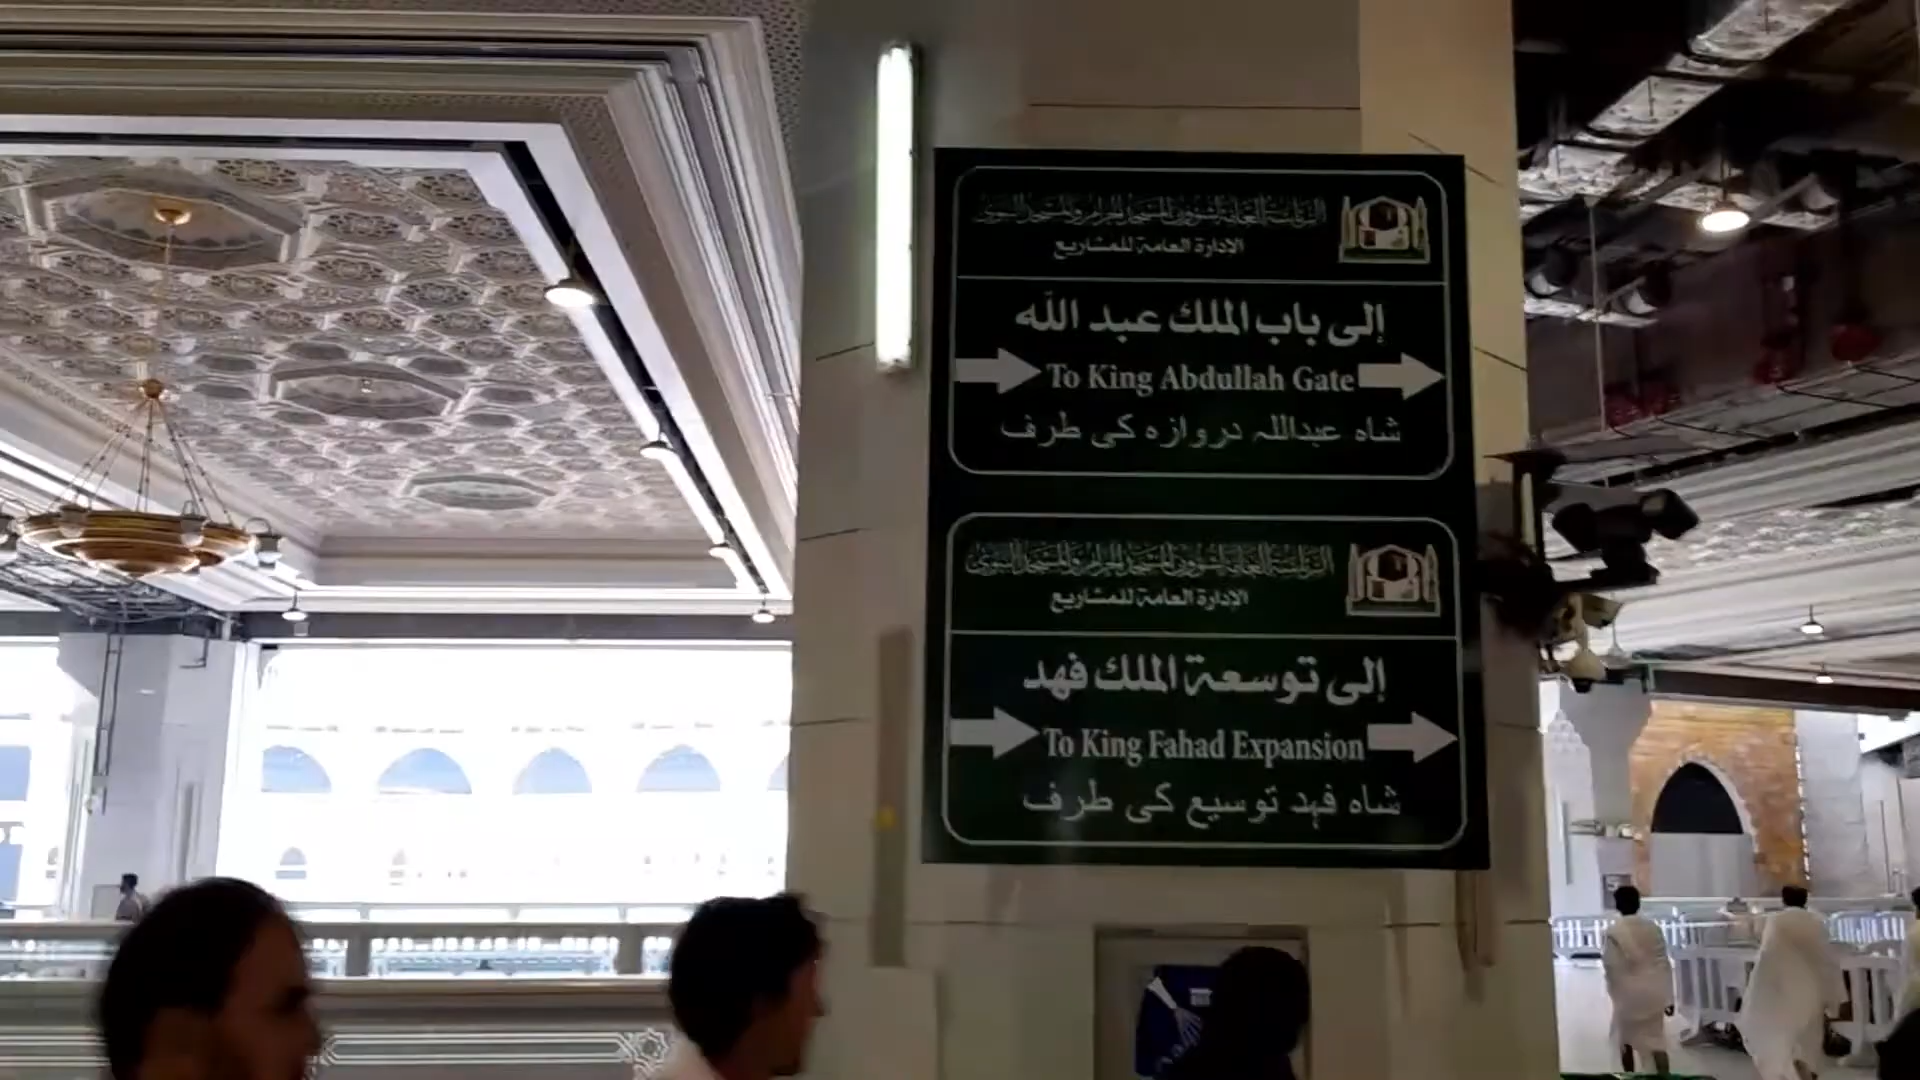 الرئاسة العامة لشؤون المسجد الحرام والمسجد النبوي
الإدارة العامة للمشاريع
إلى باب الملك عبد الله
To King Abdullah Gate
شاہ عبداللہ دروازہ کی طرف
الرئاسة العامة لشؤون المسجد الحرام والمسجد النبوي
الإدارة العامة للمشاريع
إلى توسعة الملك فهد
To King Fahad Expansion
شاہ فہد توسیع کی طرف